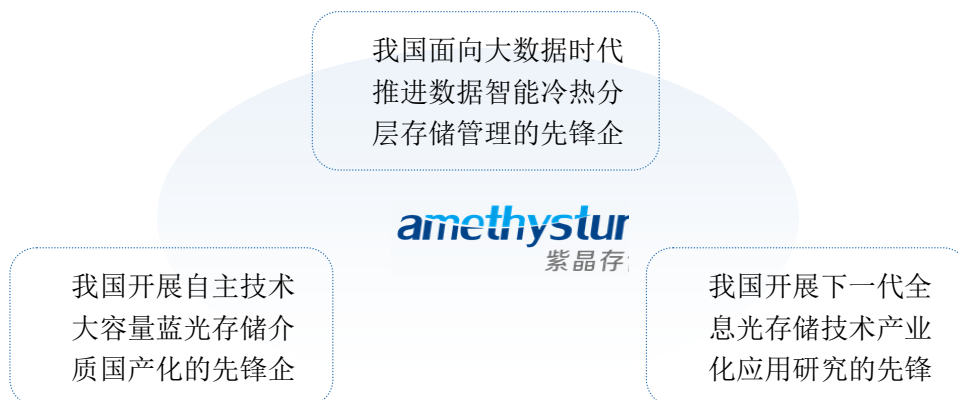 我国面向大数据时代
推进数据智能冷热分
层存储管理的先锋企
amethystur
紫晶存
我国开展自主技术
大容量蓝光存储介
质国产化的先锋企
我国开展下一代全
息光存储技术产业
化应用研究的先锋